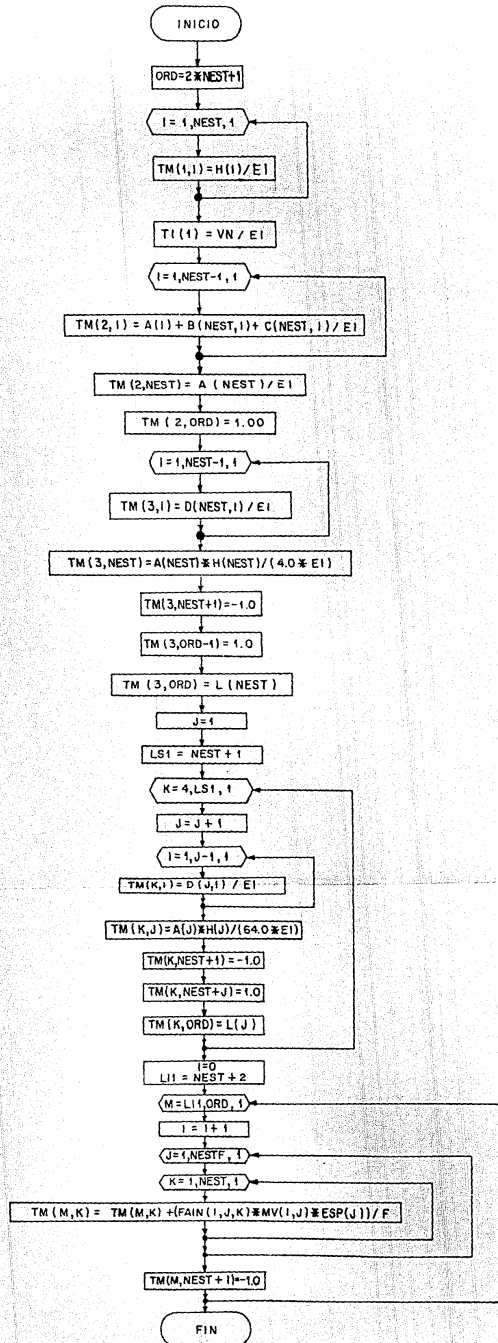 INICIO
ORD=2*NEST+1
I = 1,NEST,1
TM(1,I)=H(I)/EI
TI(1) = VN / EI
I=1,NEST-1,1
TM(2,I) = A(I)+B(NEST,I)+C(NEST,I)/EI
TM(2,NEST)= A (NEST)/EI
TM (2,ORD)=1.00
I=1,NEST-1,1
TM(3,I)=D(NEST,I)/EI
TM(3,NEST)=A(NEST)*H(NEST)/(4.0*EI)
TM(3,NEST+1)=-1.0
TM(3,ORD-1)=1.0
TM (3,ORD) = L (NEST)
J=1
LS1 = NEST + 1
K=4,LS1,1
J=J+1
I=1,J-1,1
TM(K,I)=D(J,I)/EI
TM(K,J)=A(J)*H(J)/(64.0*EI)
TM(K,NEST+1)=-1.0
TM(K,NEST+J)=1.0
TM(K,ORD)=L(J)
I=0
LI1 = NEST + 2
M=LI1,ORD,1
I = I+1
J=1,NESTF,1
K=1,NEST,1
TM(M,K)= TM(M,K)+(FAIN(I,J,K)*MV(I,J)*ESP(J))/F
TM(M,NEST+1)=-1.0
FIN